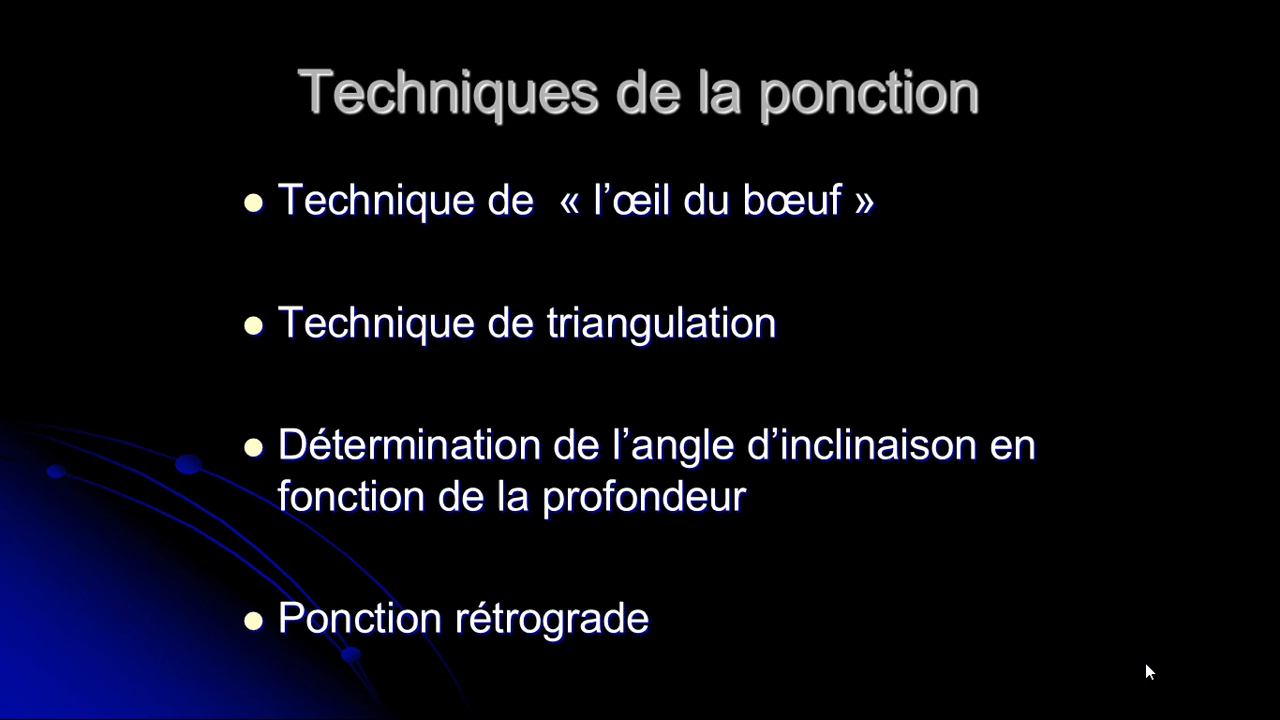 Techniques de la ponction
Technique de  « l’œil du bœuf »
Technique de triangulation
Détermination de l’angle d’inclinaison en
fonction de la profondeur
Ponction rétrograde